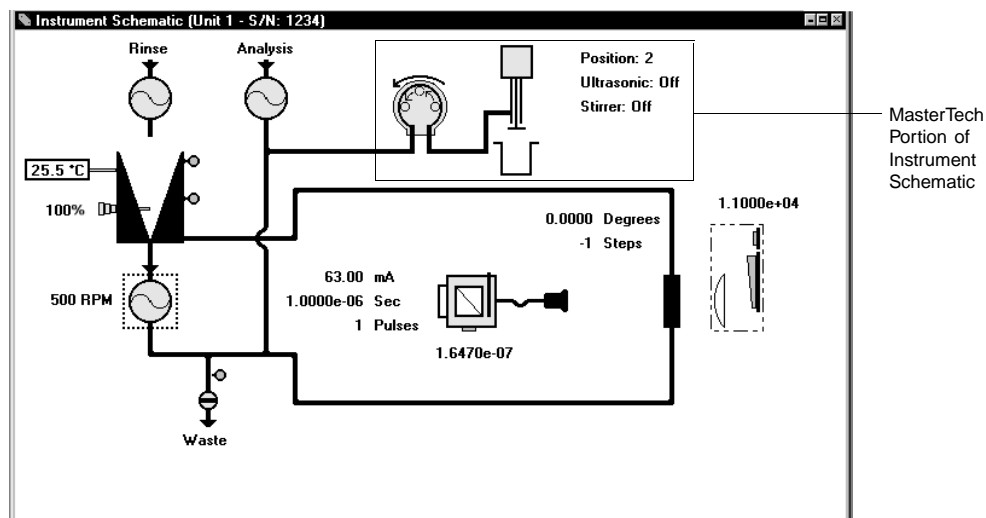 Instrument Schematic (Unit 1 - S/N: 1234)
Rinse
Analysis
Position: 2
Ultrasonic: Off
Stirrer: Off
MasterTech
Portion of
Instrument
Schematic
25.5 °C
100%
1.1000e+04
0.0000 Degrees
-1 Steps
500 RPM
63.00 mA
1.0000e-06 Sec
1 Pulses
1.6470e-07
Waste